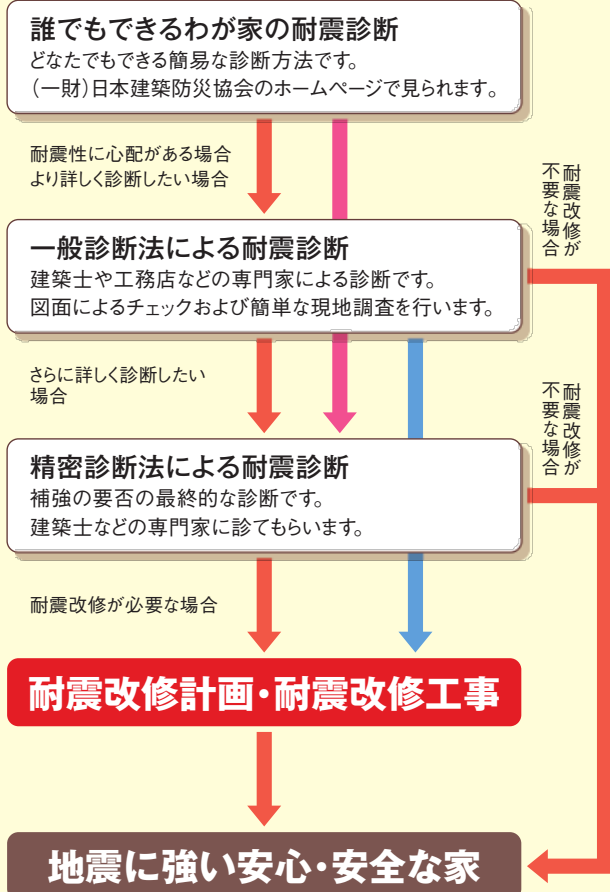 誰でもできるわが家の耐震診断
どなたでもできる簡易な診断方法です。
(一財)日本建築防災協会のホームページで見られます。
耐震性に心配がある場合
より詳しく診断したい場合
耐震改修が
不要な場合
一般診断法による耐震診断
建築士や工務店などの専門家による診断です。
図面によるチェックおよび簡単な現地調査を行います。
さらに詳しく診断したい
場合
耐震改修が
不要な場合
精密診断法による耐震診断
補強の要否の最終的な診断です。
建築士などの専門家に診てもらいます。
耐震改修が必要な場合
耐震改修計画・耐震改修工事
地震に強い安心・安全な家